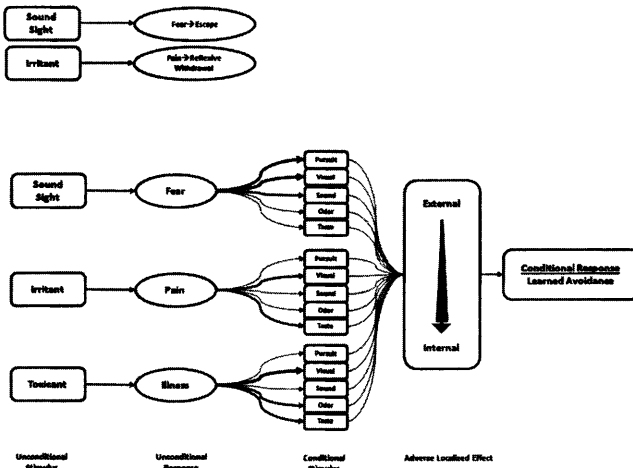 Sound
Sight
Fear→Escape
Irritant
Pain→Reflexive
Withdrawal
Sound
Sight
Fear
Pursuit
Visual
Sound
Odor
Taste
Irritant
Pain
Pursuit
Visual
Sound
Odor
Taste
Toxicant
Illness
Pursuit
Visual
Sound
Odor
Taste
External
Internal
Conditional Response
Learned Avoidance
Unconditional
Stimulus
Unconditional
Response
Conditional
Stimulus
Adverse Localized Effect